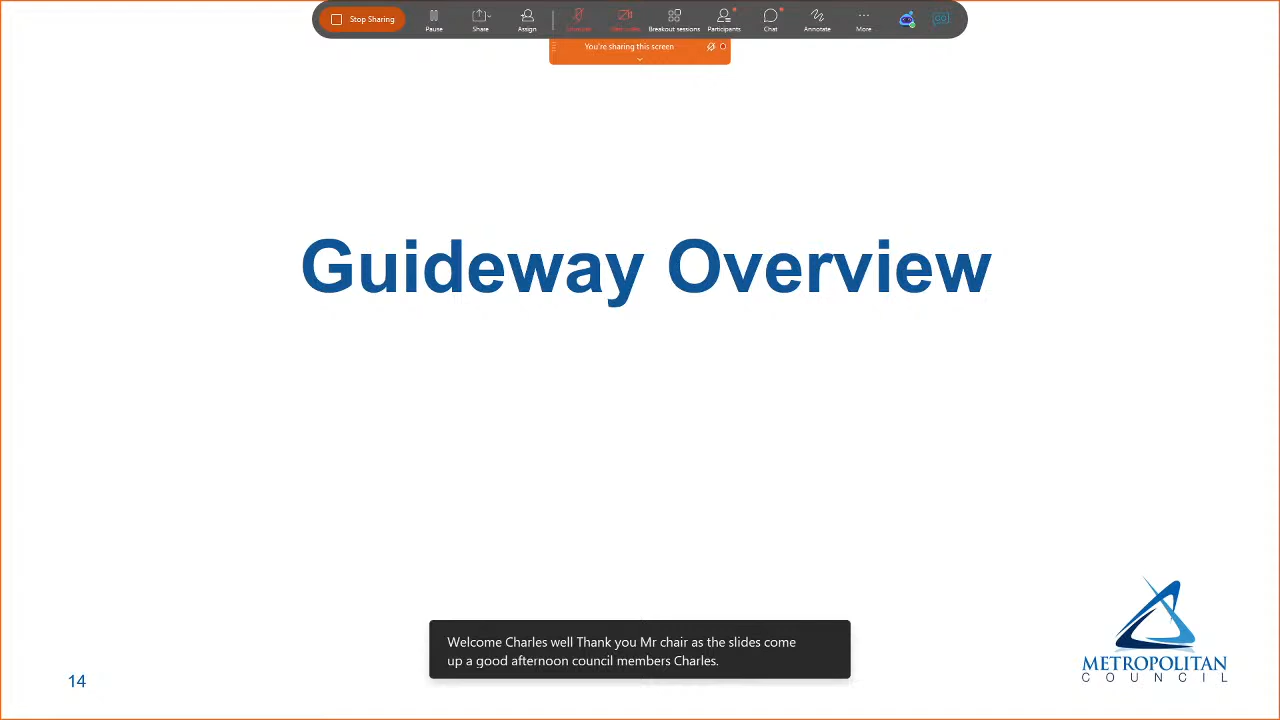 Stop Sharing
Pause
Share
Assign
Breakout sessions
Participants
Chat
Annotate
More
You're sharing this screen
Guideway Overview
Welcome Charles well Thank you Mr chair as the slides come
up a good afternoon council members Charles.
METROPOLITAN
COUNCIL
14